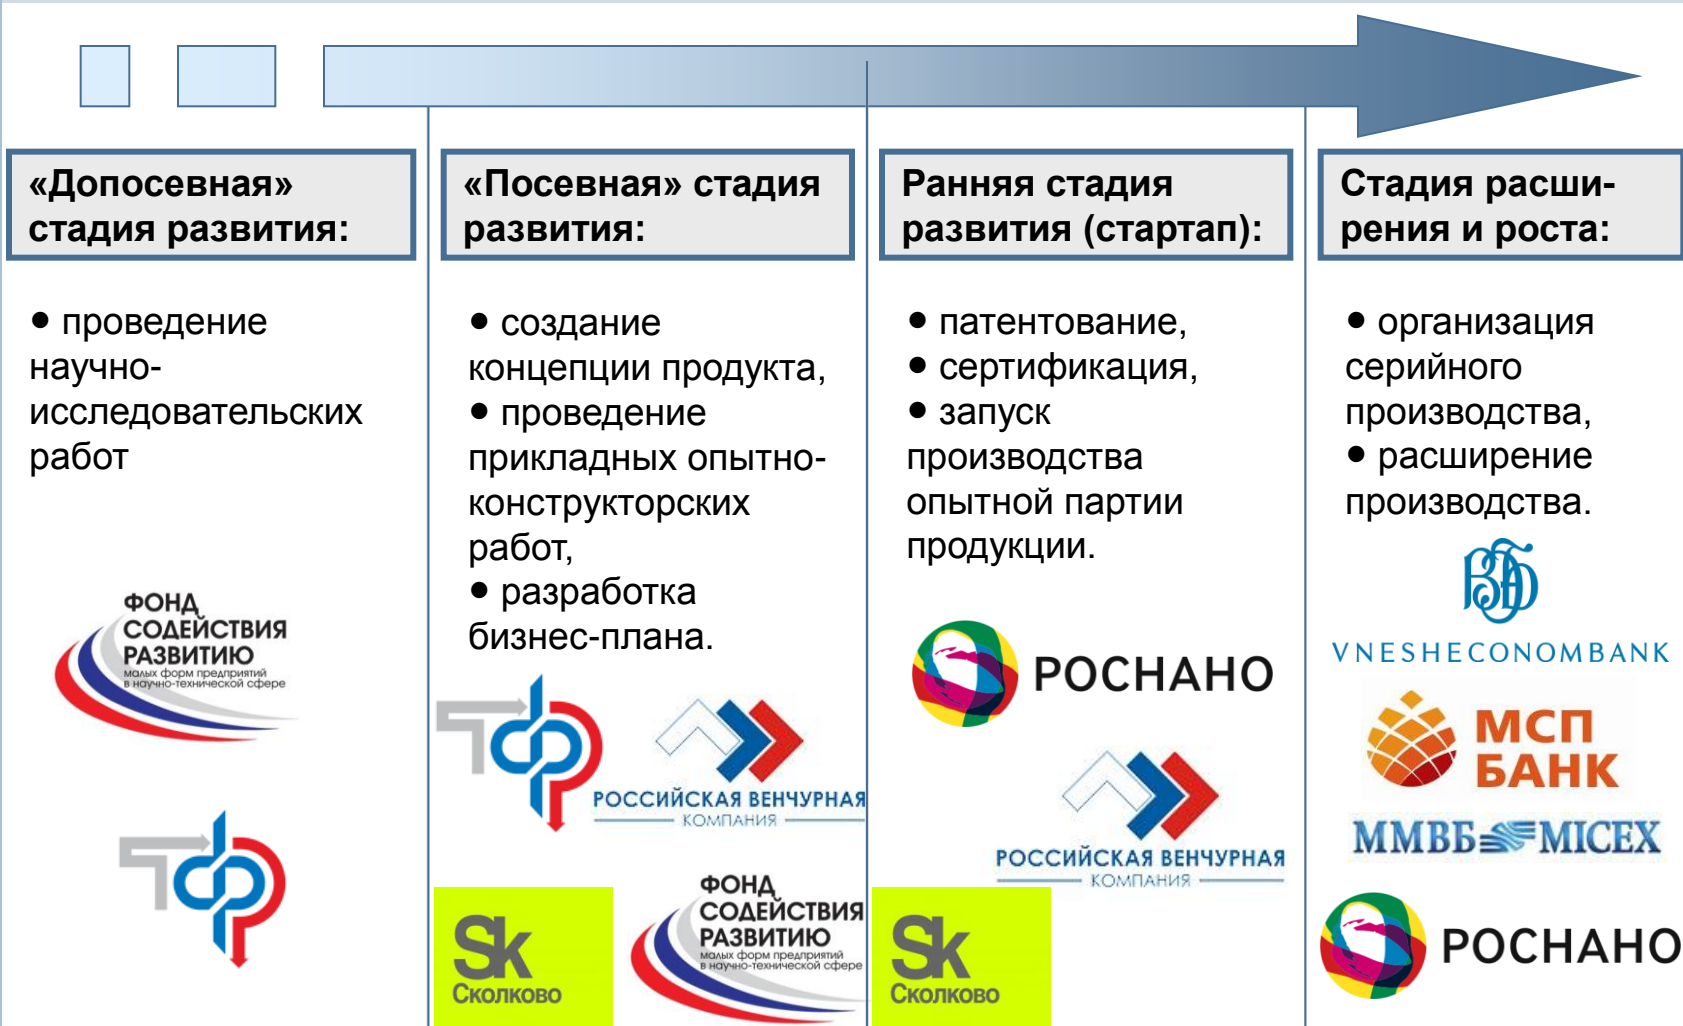 «Допосевная»
стадия развития:
• проведение
научно-
исследовательских
работ
ФОНД
СОДЕЙСТВИЯ
РАЗВИТИЮ
малых форм предприятий
в научно-технической сфере
«Посевная» стадия
развития:
• создание
концепции продукта,
• проведение
прикладных опытно-
конструкторских
работ,
• разработка
бизнес-плана.
РОССИЙСКАЯ ВЕНЧУРНАЯ
КОМПАНИЯ
Sk
Сколково
ФОНД
СОДЕЙСТВИЯ
РАЗВИТИЮ
малых форм предприятий
в научно-технической сфере
Ранняя стадия
развития (стартап):
• патентование,
• сертификация,
• запуск
производства
опытной партии
продукции.
РОСНАНО
РОССИЙСКАЯ ВЕНЧУРНАЯ
КОМПАНИЯ
Sk
Сколково
Стадия расши-
рения и роста:
• организация
серийного
производства,
• расширение
производства.
ВЭБ
VNESHECONOMBANK
МСП
БАНК
ММВБ MICEX
РОСНАНО